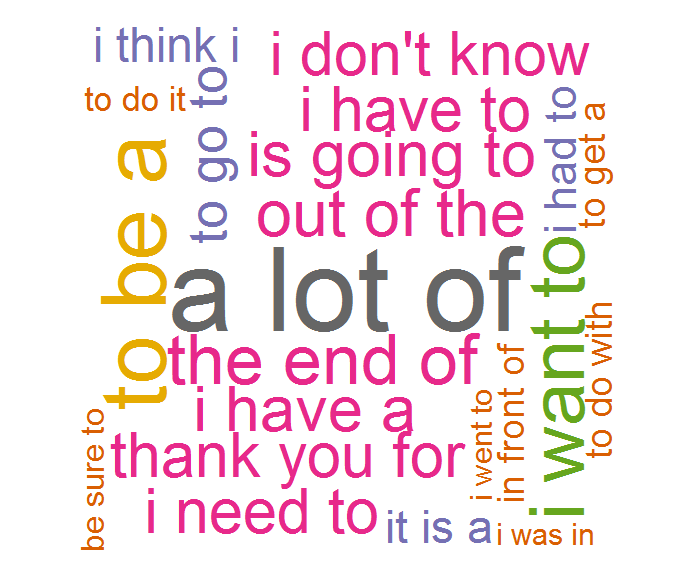 i think i
i don't know
to do it
to go to
i have to
i had to
to get a
is going to
to be a
out of the
a lot of
i want to
the end of
to do with
in front of
i have a
i went to
be sure to
thank you for
i need to
it is a
i was in